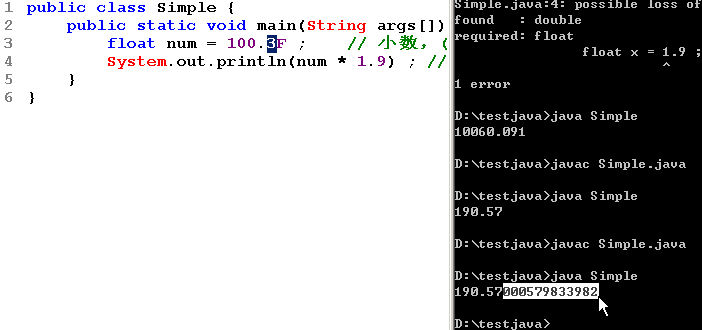 1 public class Simple {
2 public static void main(String args[])
3 float num = 100.3F ; // 小数，(
4 System.out.println(num * 1.9) ; //
5 }
6 }
Simple.java:4: possible loss of
found : double
required: float
float x = 1.9 ;
^
1 error
D:\testjava>java Simple
10060.091
D:\testjava>javac Simple.java
D:\testjava>java Simple
190.57
D:\testjava>javac Simple.java
D:\testjava>java Simple
190.57000579833982
D:\testjava>